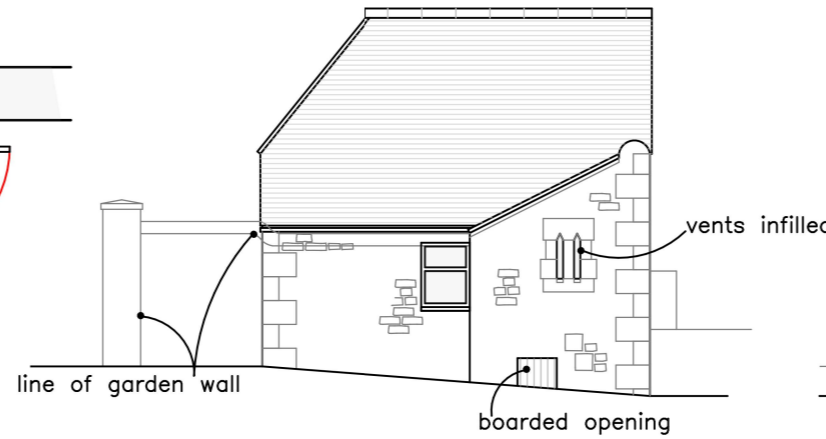 vents infilled
line of garden wall
boarded opening